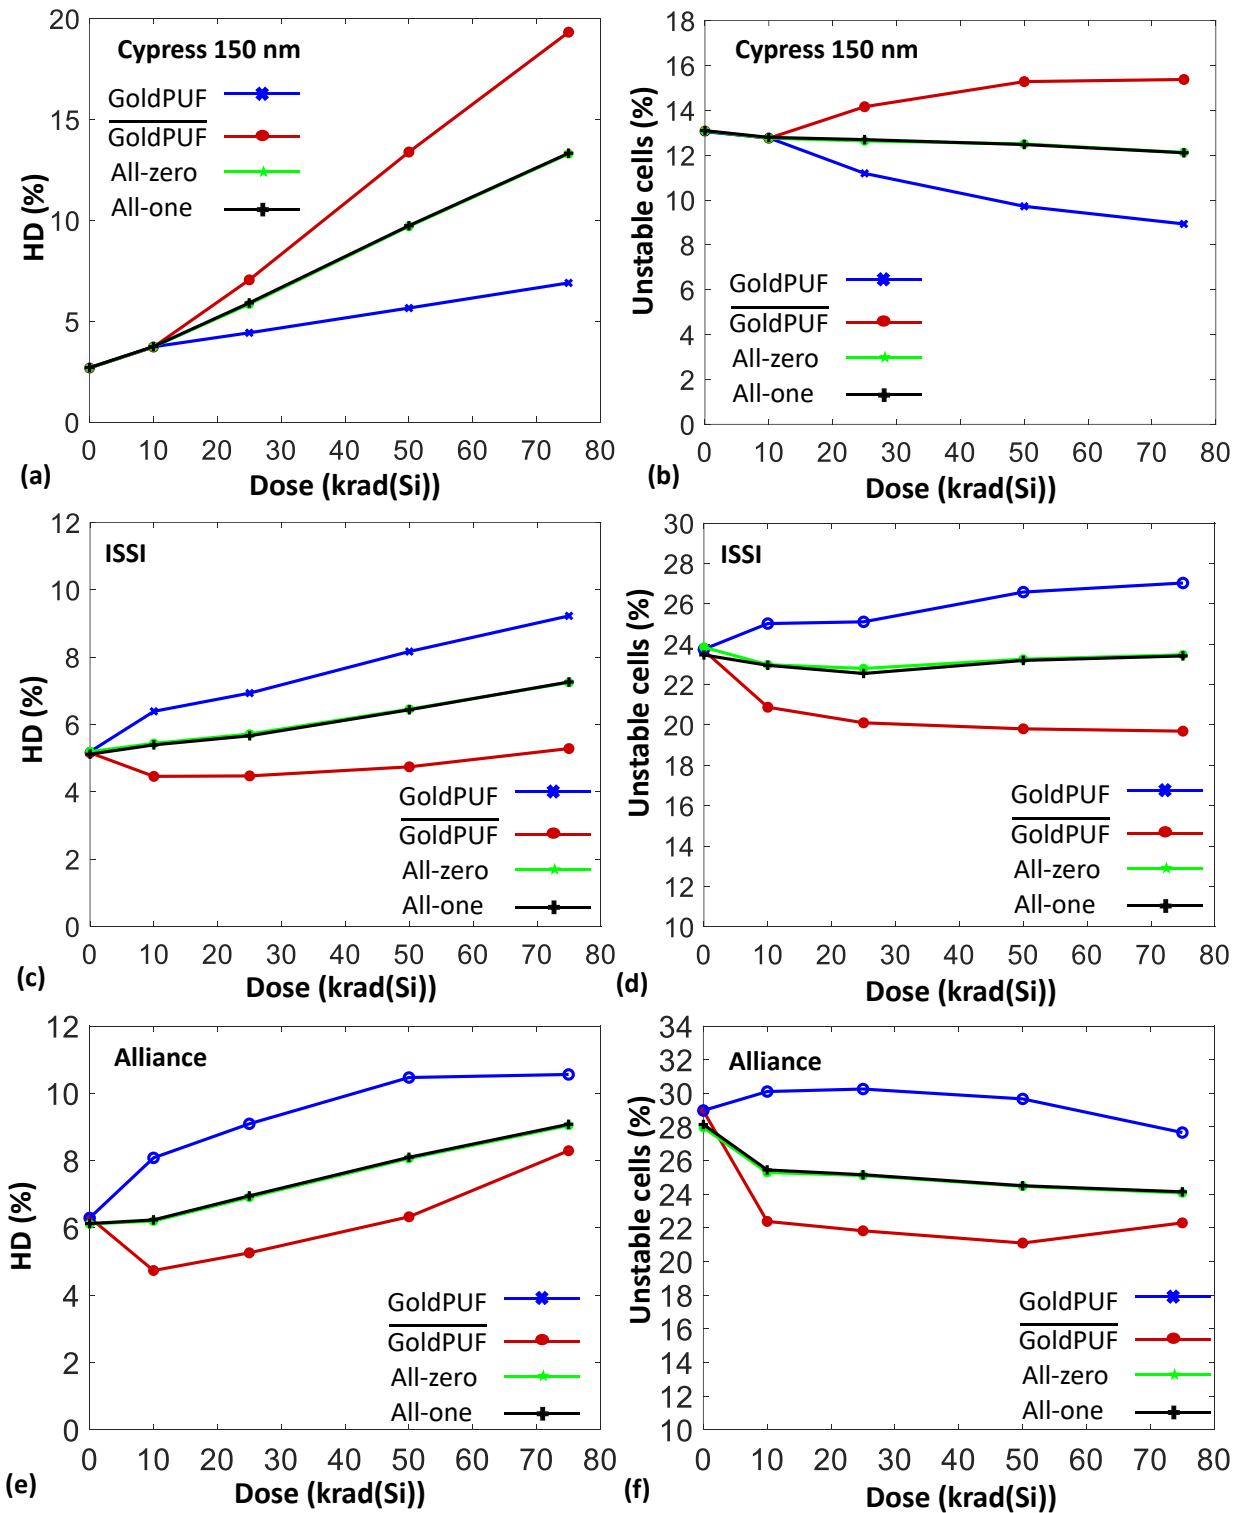 20
15
10
5
0
HD (%)
Cypress 150 nm
GoldPUF
GoldPUF
All-zero
All-one
0 10 20 30 40 50 60 70 80
(a)
Dose (krad(Si))
18
16
14
12
10
8
6
4
2
0
Unstable cells (%)
Cypress 150 nm
GoldPUF
GoldPUF
All-zero
All-one
0 10 20 30 40 50 60 70 80
(b)
Dose (krad(Si))
12
10
8
6
4
2
0
HD (%)
ISSI
GoldPUF
GoldPUF
All-zero
All-one
0 10 20 30 40 50 60 70 80
(c)
Dose (krad(Si))
30
28
26
24
22
20
18
16
14
12
10
Unstable cells (%)
ISSI
GoldPUF
GoldPUF
All-zero
All-one
0 10 20 30 40 50 60 70 80
(d)
Dose (krad(Si))
12
10
8
6
4
2
0
HD (%)
Alliance
GoldPUF
GoldPUF
All-zero
All-one
0 10 20 30 40 50 60 70 80
(e)
Dose (krad(Si))
34
32
30
28
26
24
22
20
18
16
14
12
10
Unstable cells (%)
Alliance
GoldPUF
GoldPUF
All-zero
All-one
0 10 20 30 40 50 60 70 80
(f)
Dose (krad(Si))